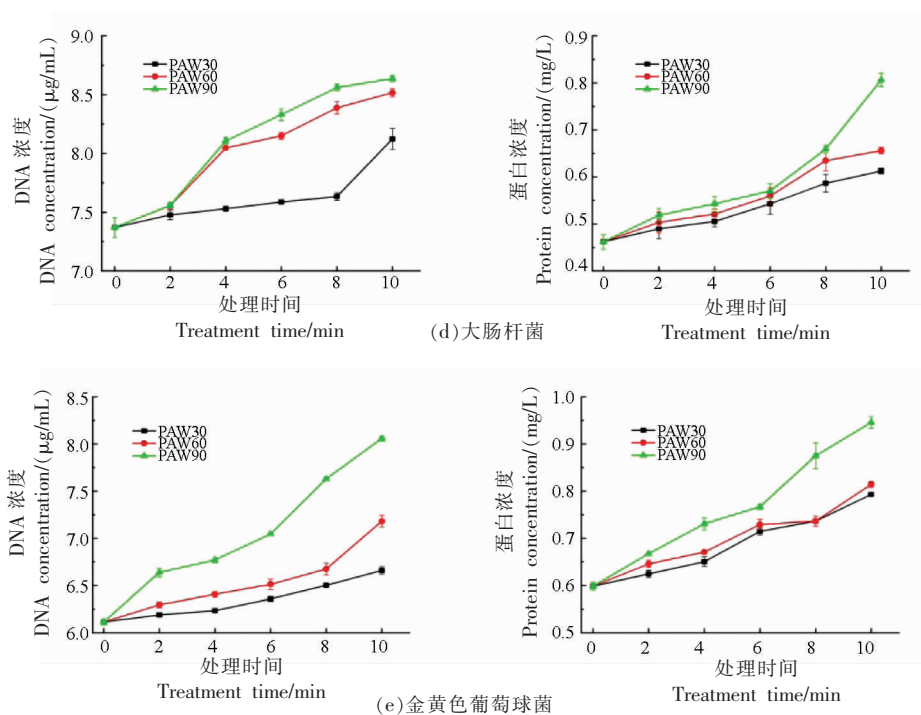 DNA 浓度
DNA concentration/(μg/mL)
9.0
8.5
8.0
7.5
7.0
PAW30
PAW60
PAW90
0 2 4 6 8 10
处理时间
Treatment time/min
蛋白浓度
Protein concentration/(mg/L)
0.9
0.8
0.7
0.6
0.5
0.4
PAW30
PAW60
PAW90
0 2 4 6 8 10
处理时间
Treatment time/min
(d)大肠杆菌
DNA 浓度
DNA concentration/(μg/mL)
8.5
8.0
7.5
7.0
6.5
6.0
PAW30
PAW60
PAW90
0 2 4 6 8 10
处理时间
Treatment time/min
蛋白浓度
Protein concentration/(mg/L)
1.0
0.9
0.8
0.7
0.6
0.5
PAW30
PAW60
PAW90
0 2 4 6 8 10
处理时间
Treatment time/min
(e)金黄色葡萄球菌